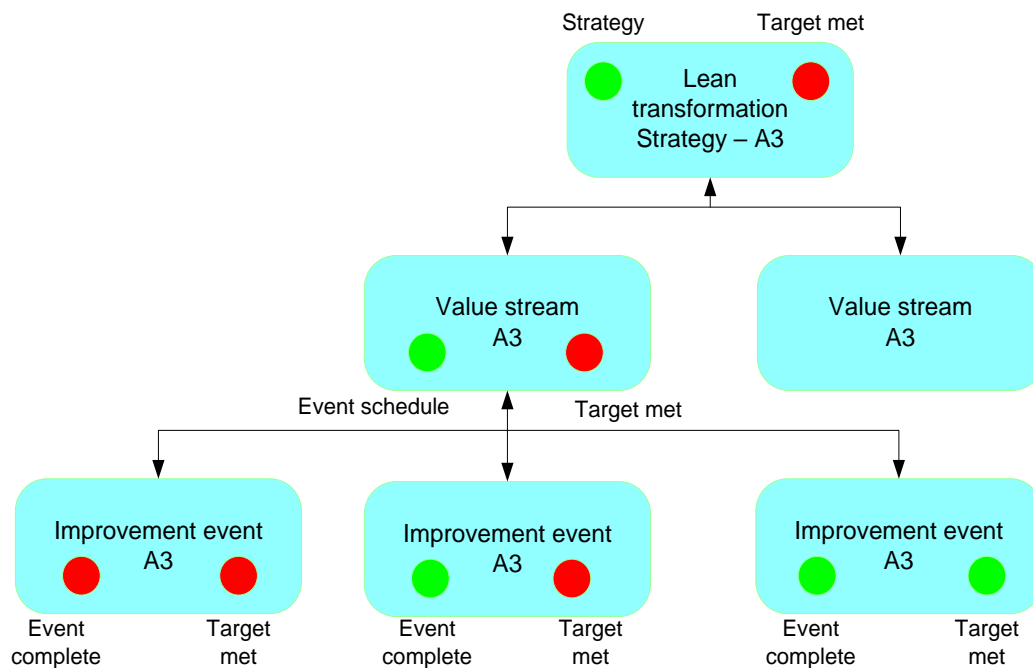 Strategy
Target met
Lean
transformation
Strategy – A3
Value stream
A3
Value stream
A3
Event schedule
Target met
Improvement event
A3
Improvement event
A3
Improvement event
A3
Event
complete
Target
met
Event
complete
Target
met
Event
complete
Target
met